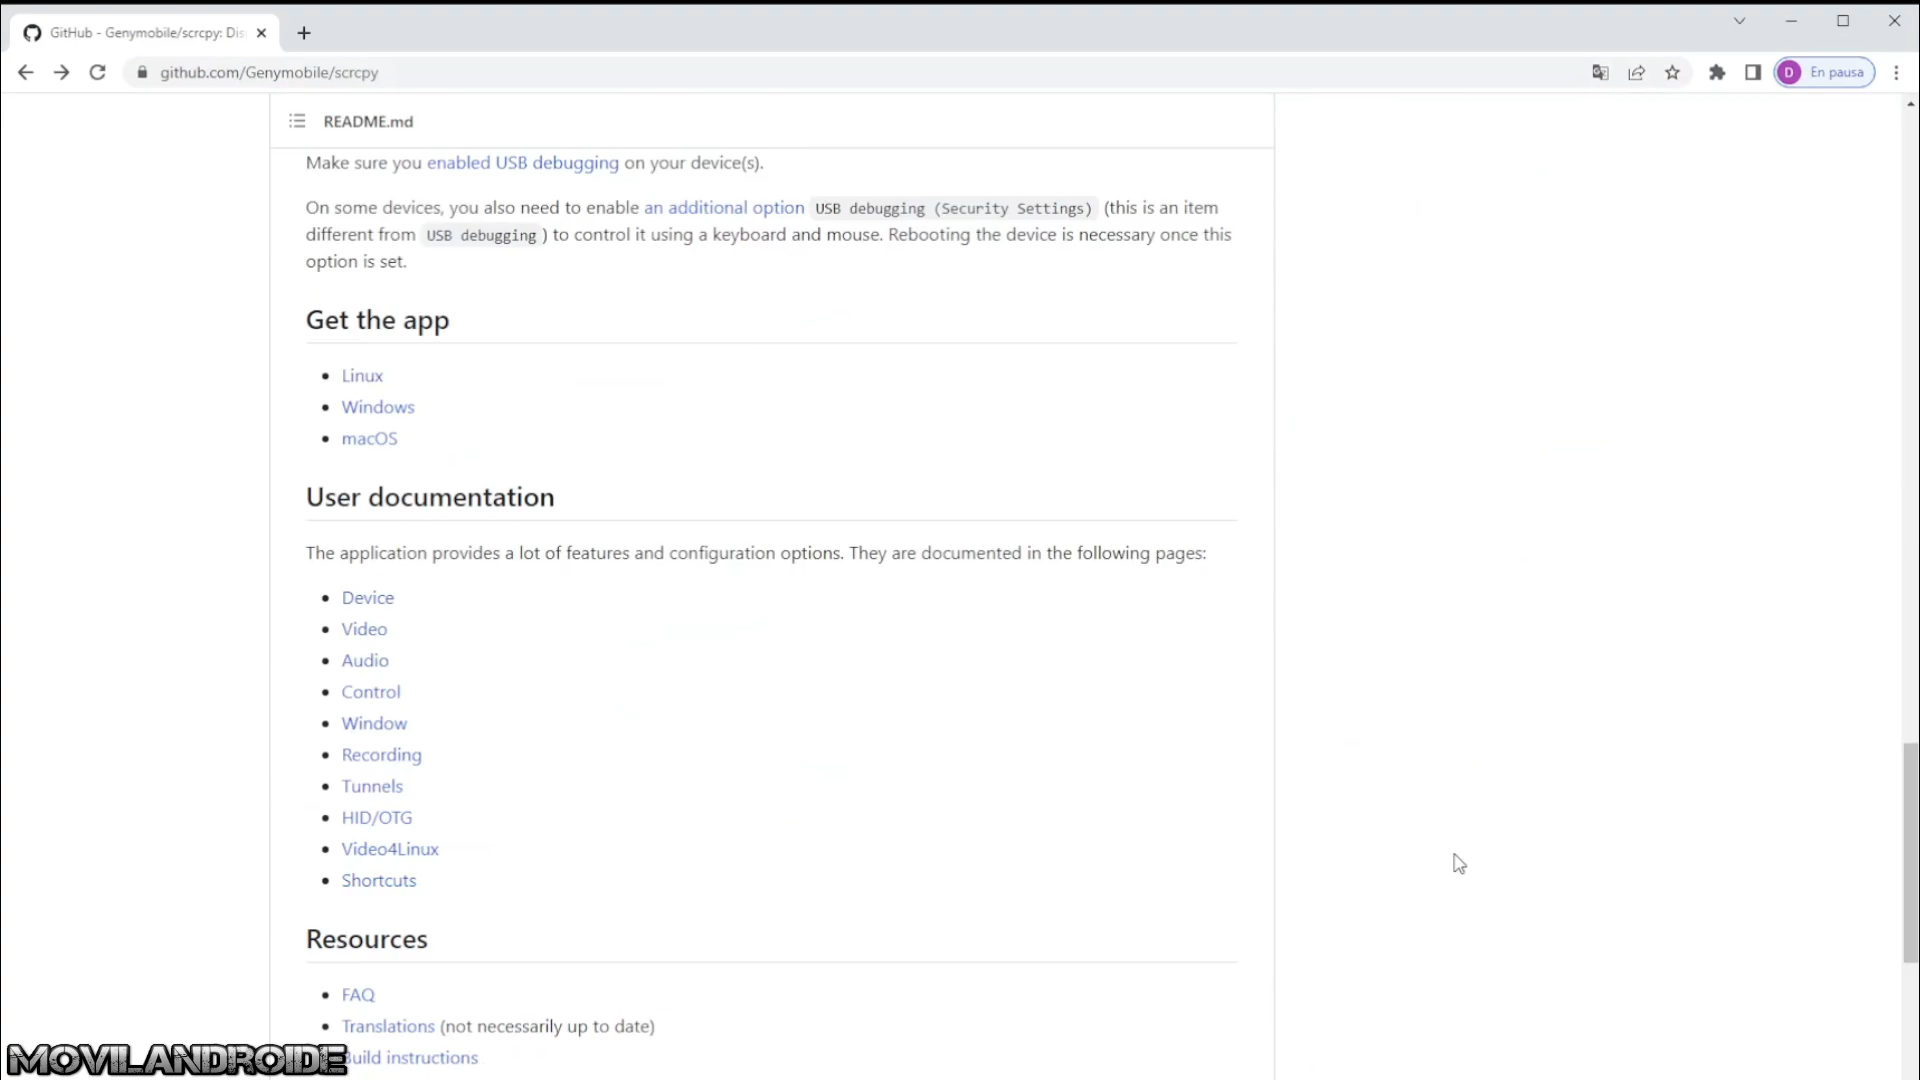 GitHub - Genymobile/scrcpy: Dis
github.com/Genymobile/scrcpy
D En pausa
README.md
Make sure you enabled USB debugging on your device(s).
On some devices, you also need to enable an additional option USB debugging (Security Settings) (this is an item
different from USB debugging ) to control it using a keyboard and mouse. Rebooting the device is necessary once this
option is set.
Get the app
Linux
Windows
macOS
User documentation
The application provides a lot of features and configuration options. They are documented in the following pages:
Device
Video
Audio
Control
Window
Recording
Tunnels
HID/OTG
Video4Linux
Shortcuts
Resources
FAQ
Translations (not necessarily up to date)
Build instructions
MOVILANDROIDE